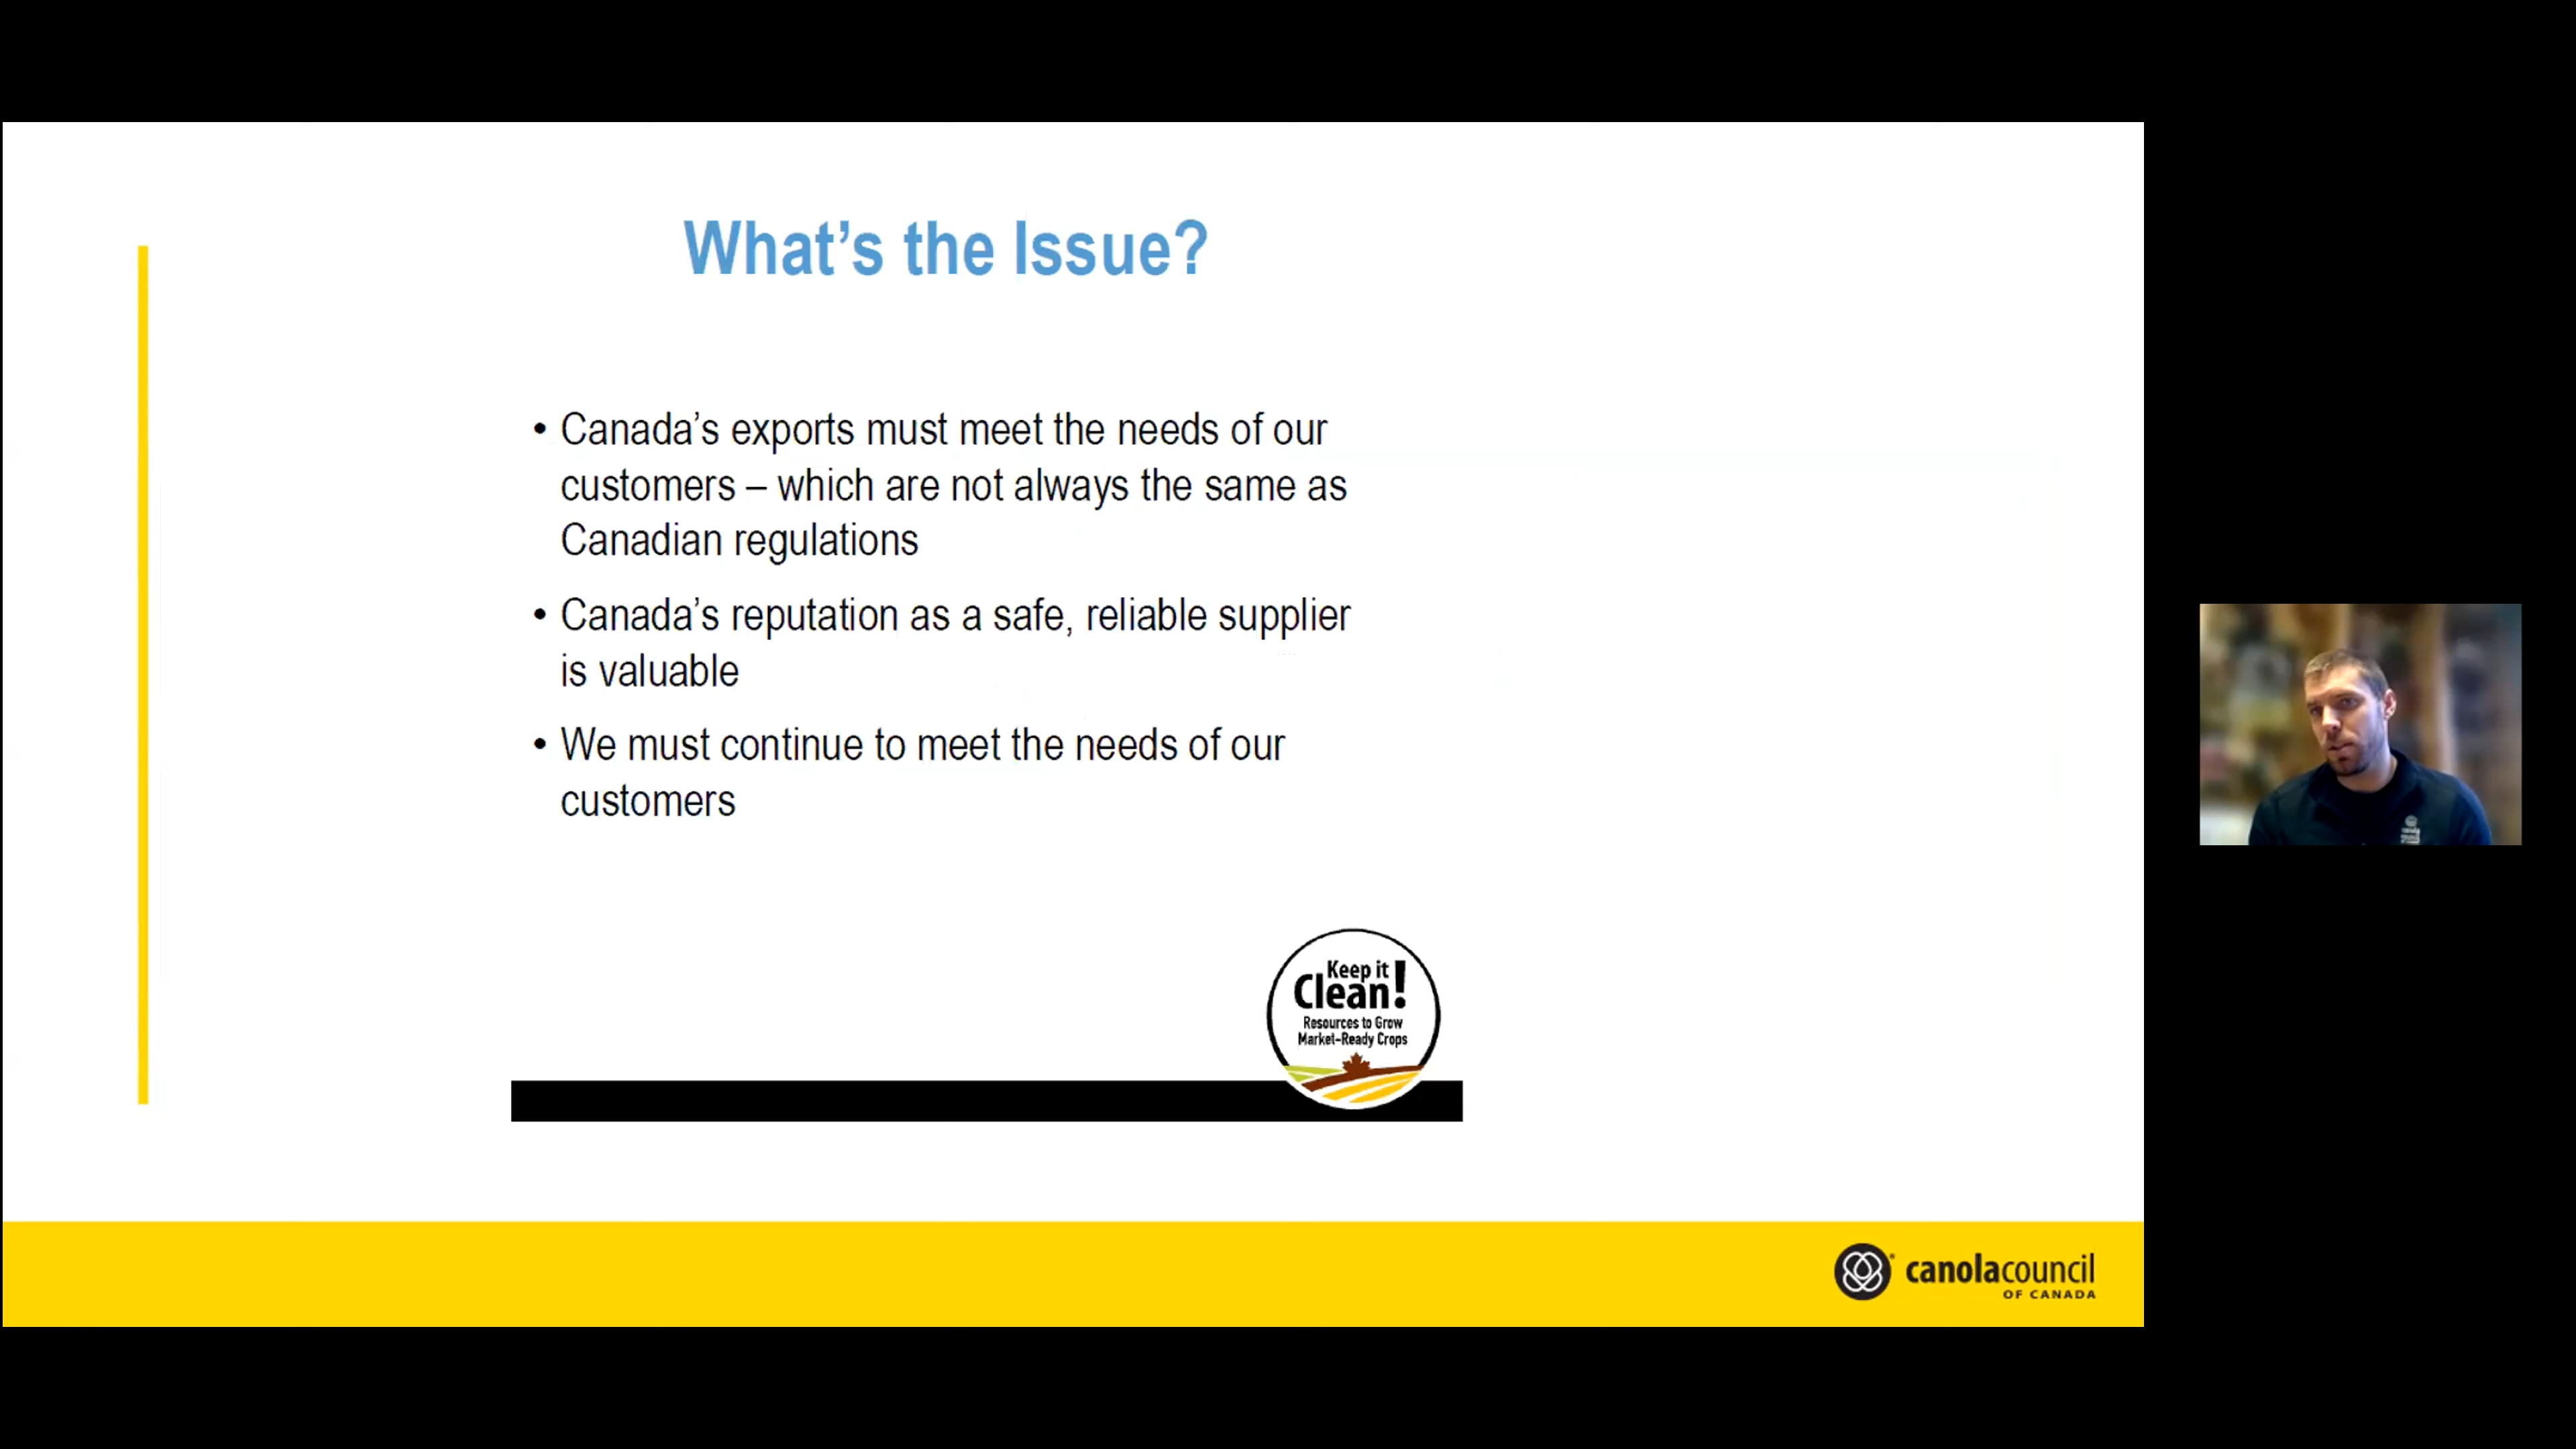 What's the Issue?
• Canada's exports must meet the needs of our
customers – which are not always the same as
Canadian regulations
• Canada's reputation as a safe, reliable supplier
is valuable
• We must continue to meet the needs of our
customers
Keep it
Clean!
Resources to Grow
Market-Ready Crops
canolacouncil
OF CANADA